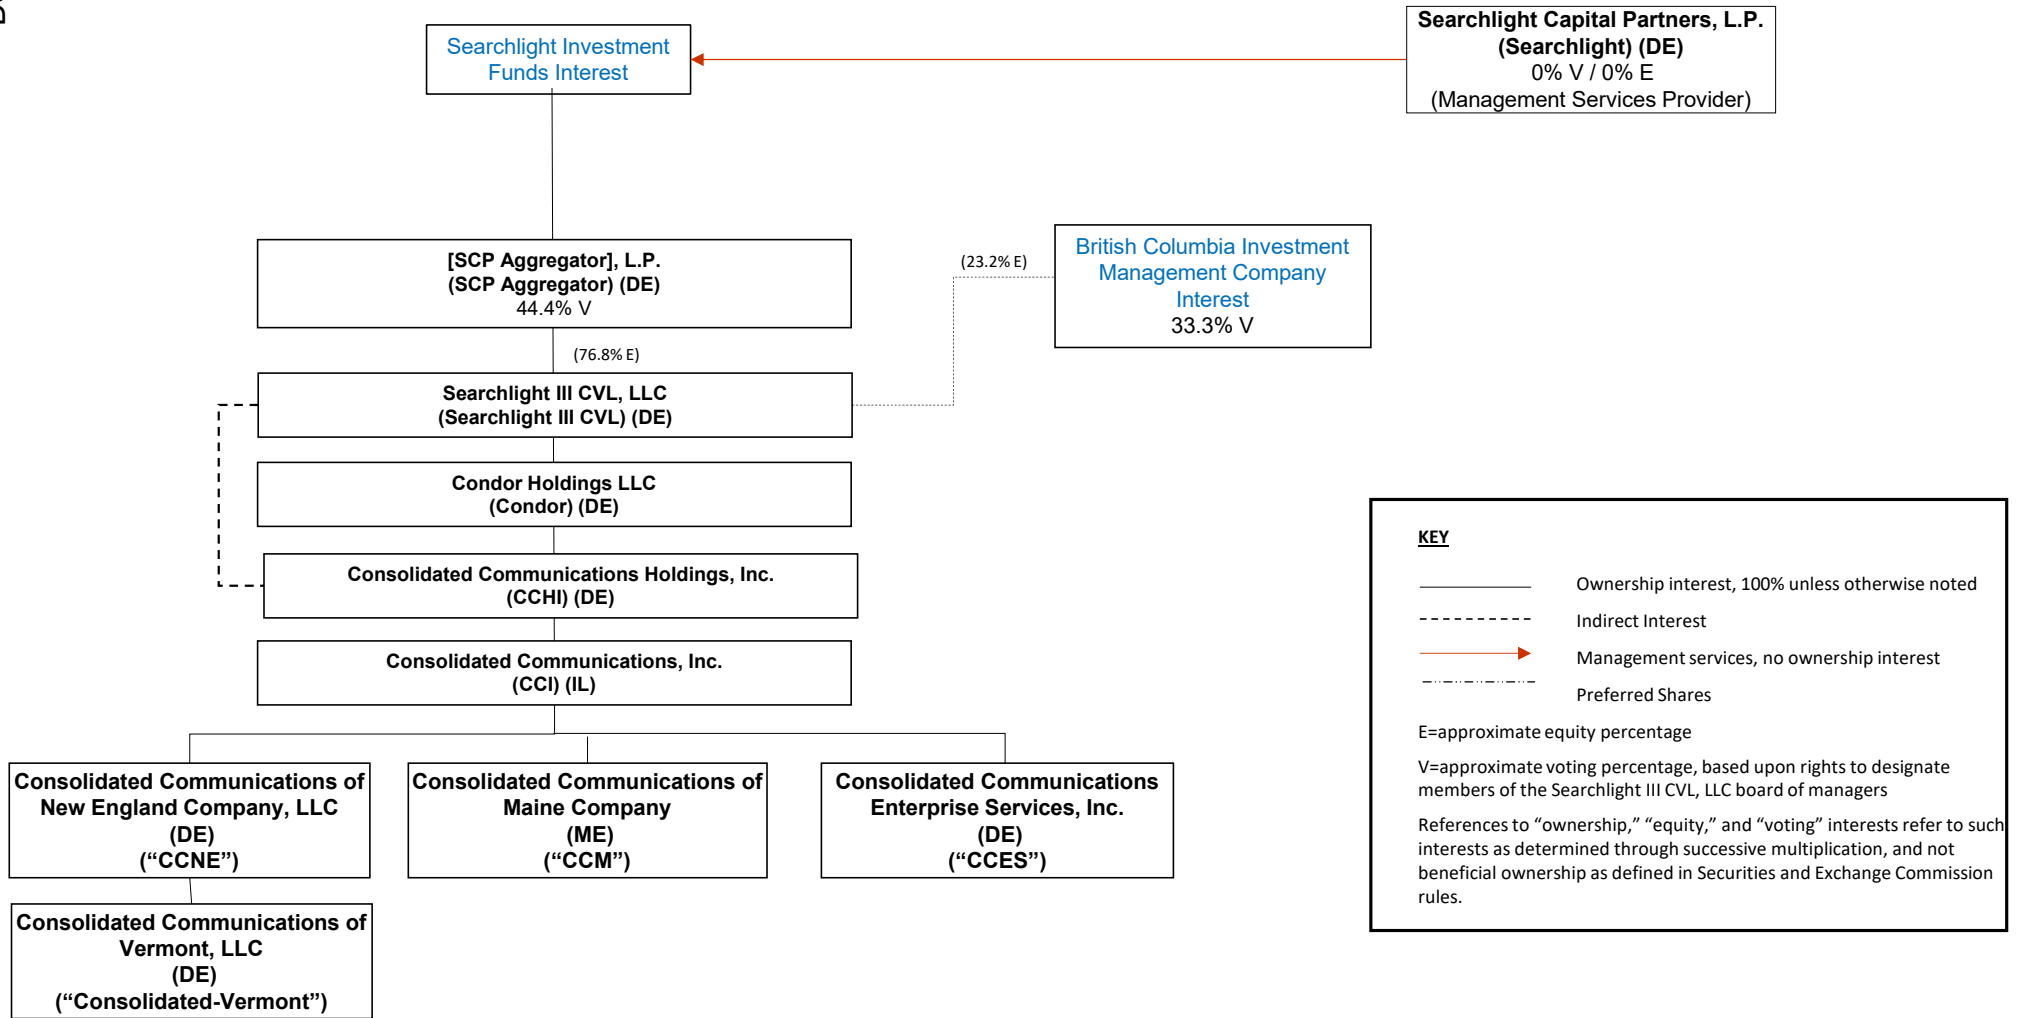 Searchlight Investment
Funds Interest
Searchlight Capital Partners, L.P.
(Searchlight) (DE)
0% V / 0% E
(Management Services Provider)
[SCP Aggregator], L.P.
(SCP Aggregator) (DE)
44.4% V
(23.2% E)
British Columbia Investment
Management Company
Interest
33.3% V
(76.8% E)
Searchlight III CVL, LLC
(Searchlight III CVL) (DE)
Condor Holdings LLC
(Condor) (DE)
Consolidated Communications Holdings, Inc.
(CCHI) (DE)
Consolidated Communications, Inc.
(CCI) (IL)
Consolidated Communications of
New England Company, LLC
(DE)
(“CCNE”)
Consolidated Communications of
Maine Company
(ME)
(“CCM”)
Consolidated Communications
Enterprise Services, Inc.
(DE)
(“CCES”)
Consolidated Communications of
Vermont, LLC
(DE)
(“Consolidated-Vermont”)
KEY
Ownership interest, 100% unless otherwise noted
Indirect Interest
Management services, no ownership interest
Preferred Shares
E=approximate equity percentage
V=approximate voting percentage, based upon rights to designate
members of the Searchlight III CVL, LLC board of managers
References to “ownership,” “equity,” and “voting” interests refer to such
interests as determined through successive multiplication, and not
beneficial ownership as defined in Securities and Exchange Commission
rules.